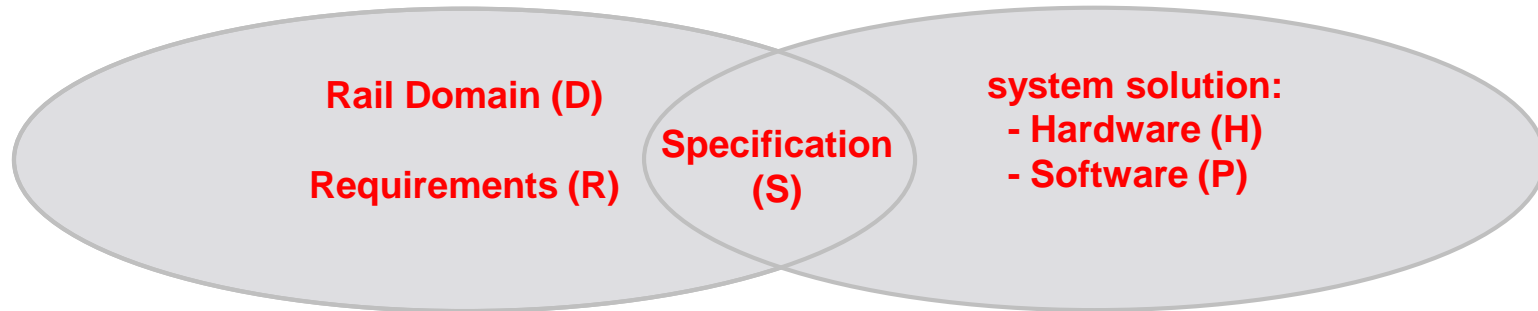 Rail Domain (D)
Requirements (R)
Specification
(S)
system solution:
- Hardware (H)
- Software (P)